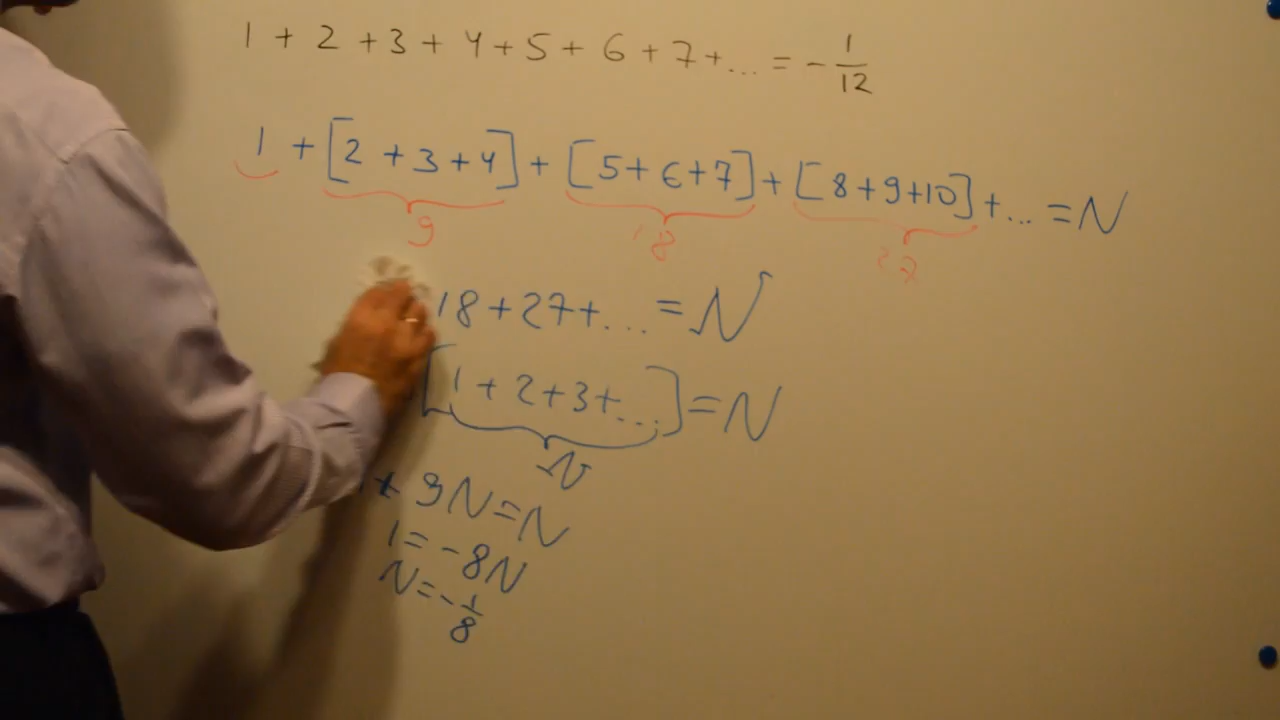 1 + 2 + 3 + 4 + 5 + 6 + 7 + ... = - 1/12
1 + [2 + 3 + 4] + [5 + 6 + 7] + [8 + 9 + 10] + ... = N
9 18 27
18 + 27 + ... = N
[1 + 2 + 3 + ...] = N
N
+ 9N = N
1 = -8N
N = - 1/8